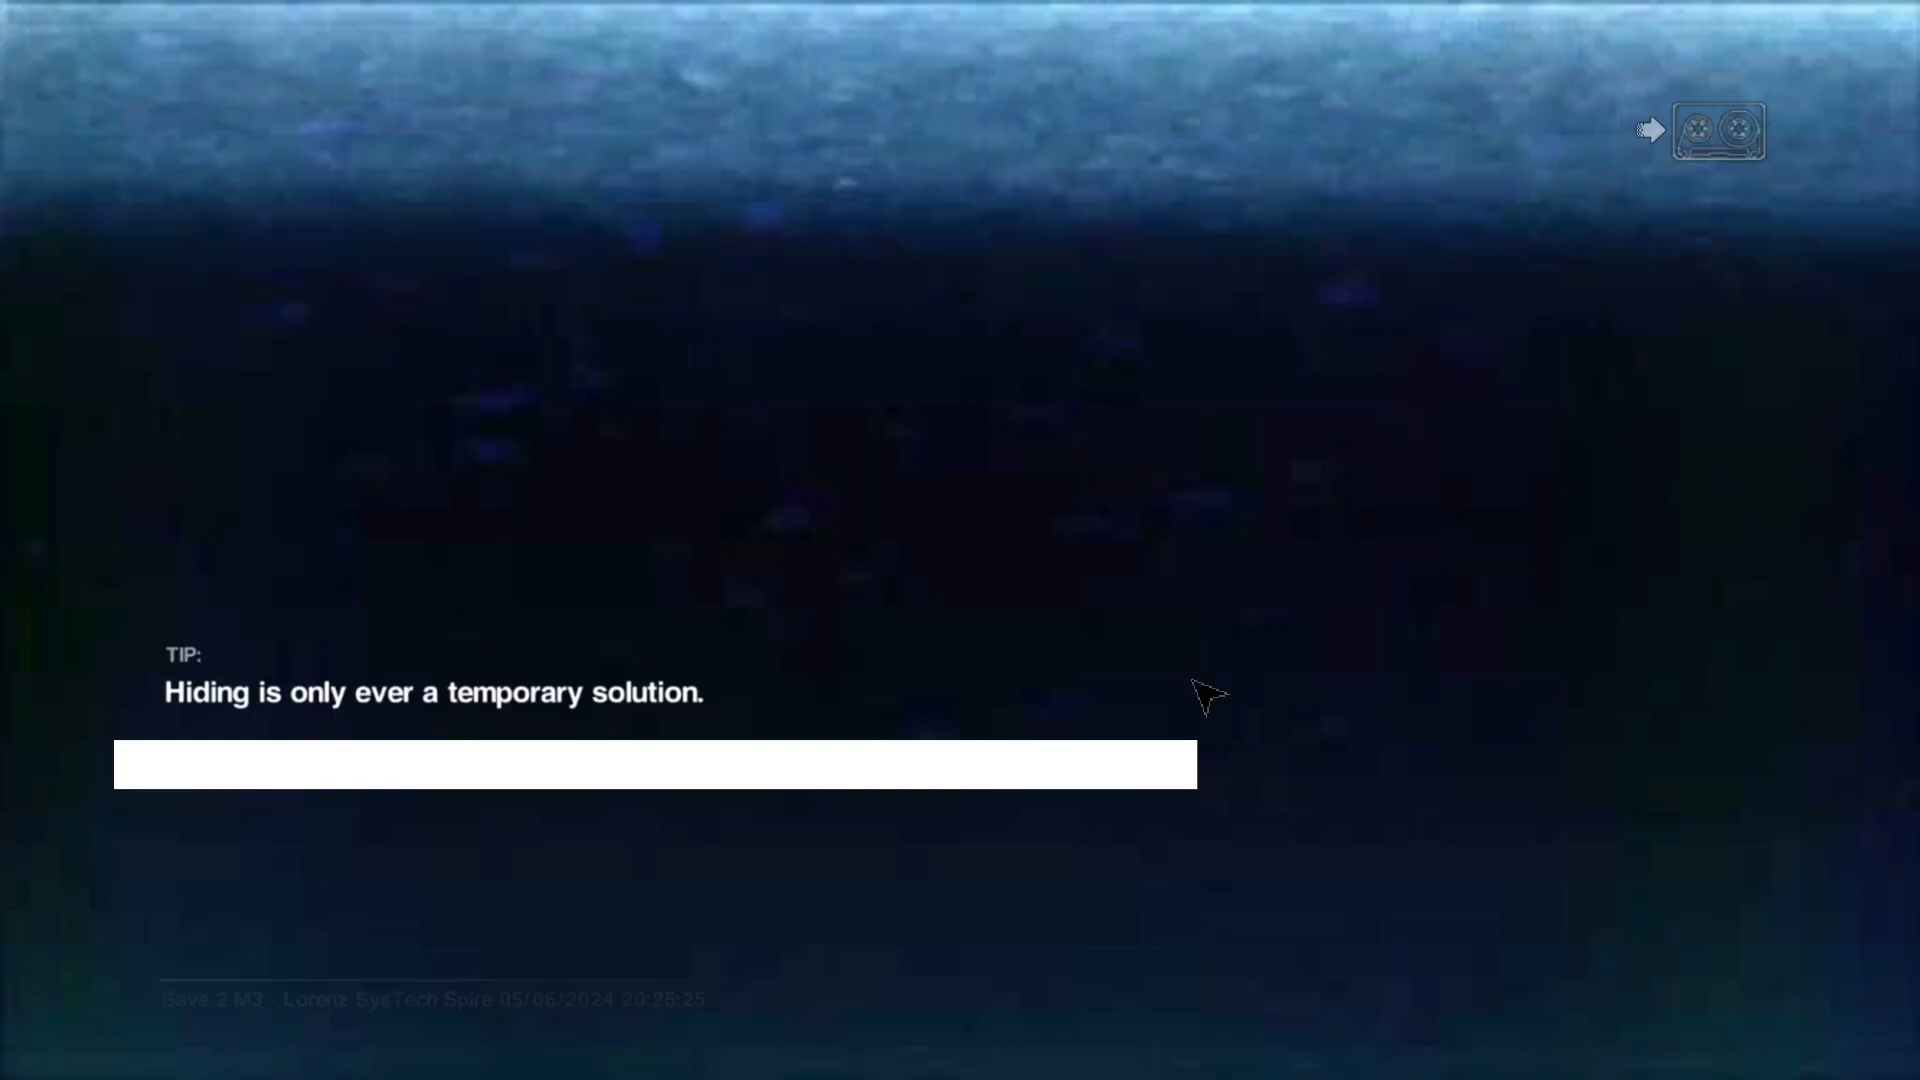 TIP:
Hiding is only ever a temporary solution.
Save 2 M3 - Lorenz SysTech Spire 05/06/2024 20:25:25